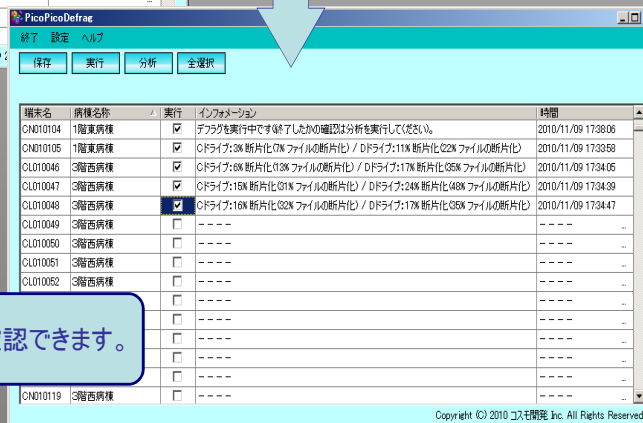 PicoPicoDefrag
終了 設定 ヘルプ
保存 実行 分析 全選択
端末名 病棟名称 実行 インフォメーション 時間
CN010104 1階東病棟 デフラグを実行中です(終了したかの確認は分析を実行してください)。 2010/11/09 17:38:06
CN010105 1階東病棟 Cドライブ:3% 断片化(7% ファイルの断片化) / Dドライブ:11% 断片化(22% ファイルの断片化) 2010/11/09 17:33:58
CL010046 3階西病棟 Cドライブ:6% 断片化(13% ファイルの断片化) / Dドライブ:17% 断片化(35% ファイルの断片化) 2010/11/09 17:34:05
CL010047 3階西病棟 Cドライブ:15% 断片化(31% ファイルの断片化) / Dドライブ:24% 断片化(48% ファイルの断片化) 2010/11/09 17:34:39
CL010048 3階西病棟 Cドライブ:16% 断片化(32% ファイルの断片化) / Dドライブ:17% 断片化(35% ファイルの断片化) 2010/11/09 17:34:47
CL010049 3階西病棟 ---- ---- ...
CL010050 3階西病棟 ---- ---- ...
CL010051 3階西病棟 ---- ---- ...
CL010052 3階西病棟 ---- ---- ...
---- ---- ...
---- ---- ...
認できます。
---- ---- ...
---- ---- ...
---- ---- ...
CN010119 3階西病棟 ---- ---- ...
Copyright (C) 2010 コスモ開発 Inc. All Rights Reserved